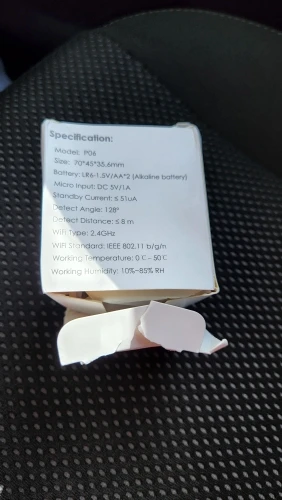 Specification:
Model: P06
Size: 70*45*35.6mm
Battery: LR6-1.5V/AA*2 (Alkaline battery)
Micro Input: DC 5V/1A
Standby Current: ≤ 51uA
Detect Angle: 128°
Detect Distance: ≤8 m
WiFi Type: 2.4GHz
WiFi Standard: IEEE 802.11 b/g/n
Working Temperature: 0℃ - 50℃
Working Humidity: 10%~85% RH